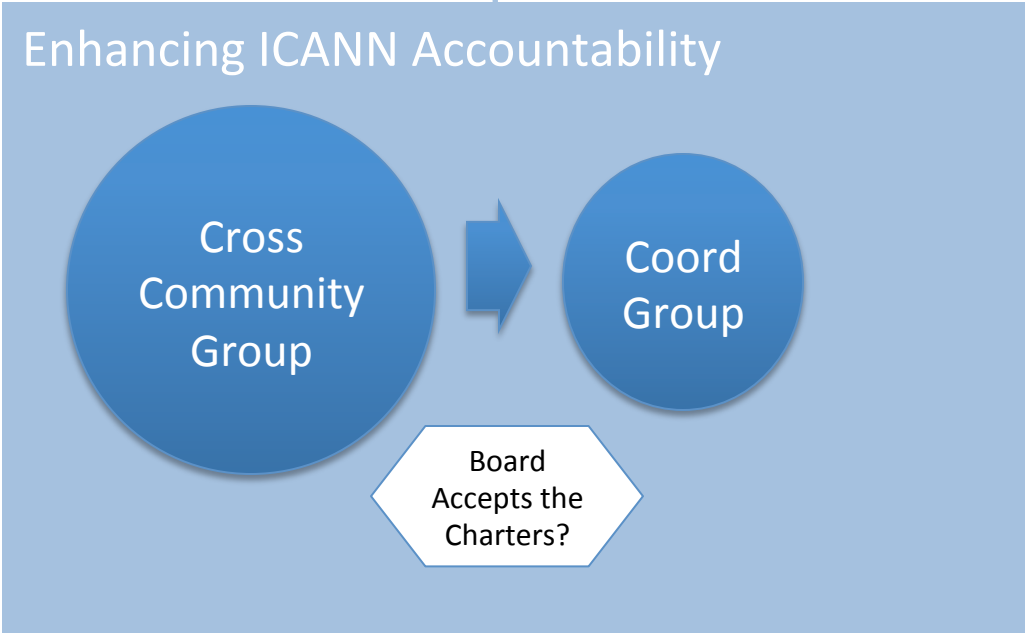 Enhancing ICANN Accountability
Cross
Community
Group
Coord
Group
Board
Accepts the
Charters?